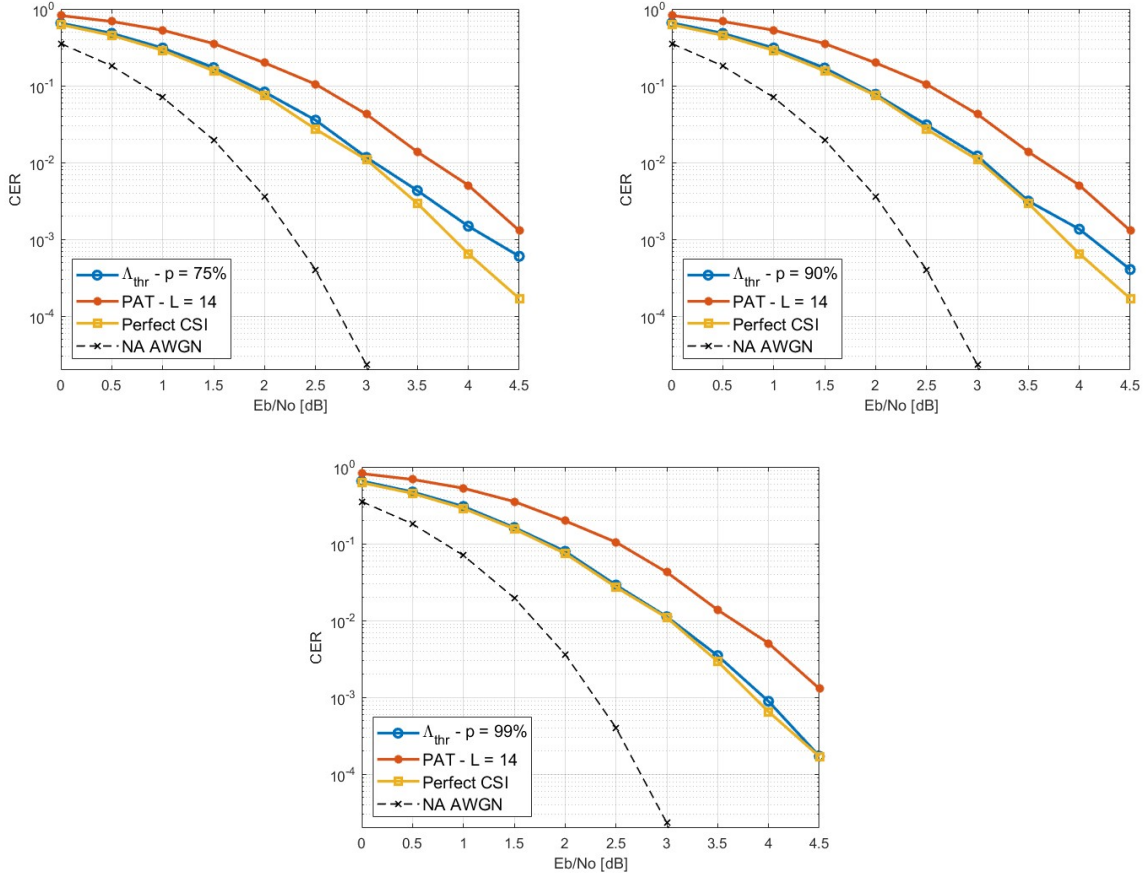 10^0
10^-1
10^-2
10^-3
10^-4
CER
0 0.5 1 1.5 2 2.5 3 3.5 4 4.5
Eb/No [dB]
Λ_thr - p = 75%
PAT - L = 14
Perfect CSI
NA AWGN
10^0
10^-1
10^-2
10^-3
10^-4
CER
0 0.5 1 1.5 2 2.5 3 3.5 4 4.5
Eb/No [dB]
Λ_thr - p = 90%
PAT - L = 14
Perfect CSI
NA AWGN
10^0
10^-1
10^-2
10^-3
10^-4
CER
0 0.5 1 1.5 2 2.5 3 3.5 4 4.5
Eb/No [dB]
Λ_thr - p = 99%
PAT - L = 14
Perfect CSI
NA AWGN